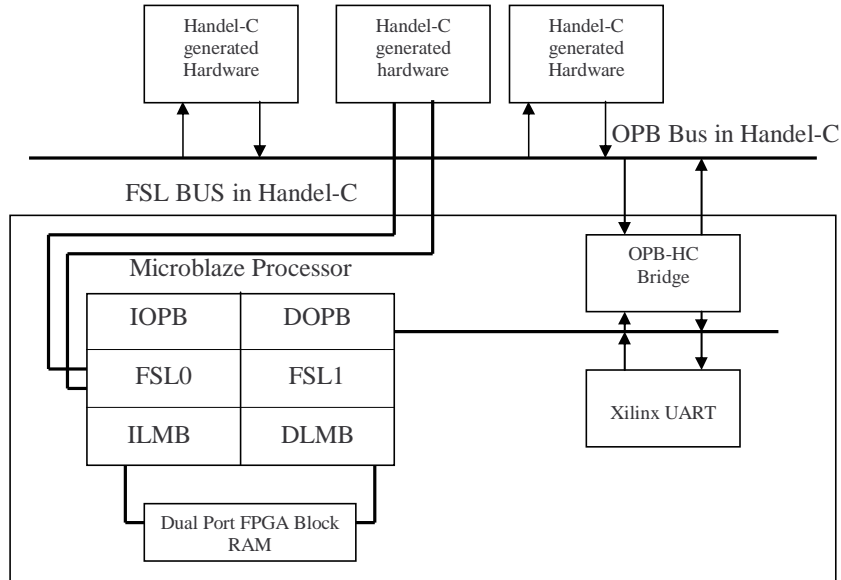 Handel-C
generated
Hardware
Handel-C
generated
hardware
Handel-C
generated
Hardware
OPB Bus in Handel-C
FSL BUS in Handel-C
OPB-HC
Bridge
Microblaze Processor
IOPB
DOPB
FSL0
FSL1
ILMB
DLMB
Xilinx UART
Dual Port FPGA Block
RAM